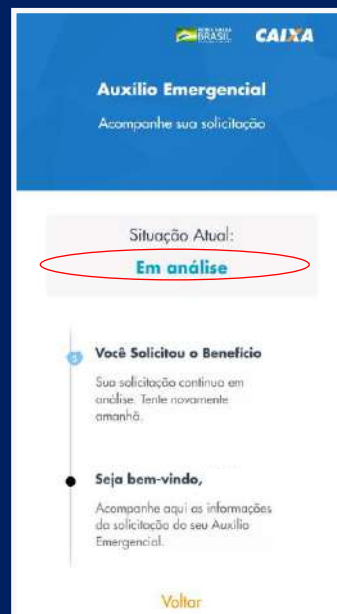 BRASIL CAIXA
Auxílio Emergencial
Acompanhe sua solicitação
Situação Atual:
Em análise
Você Solicitou o Benefício
Sua solicitação continua em
análise. Tente novamente
amanhã.
Seja bem-vindo,
Acompanhe aqui as informações
da solicitação do seu Auxílio
Emergencial.
Voltar